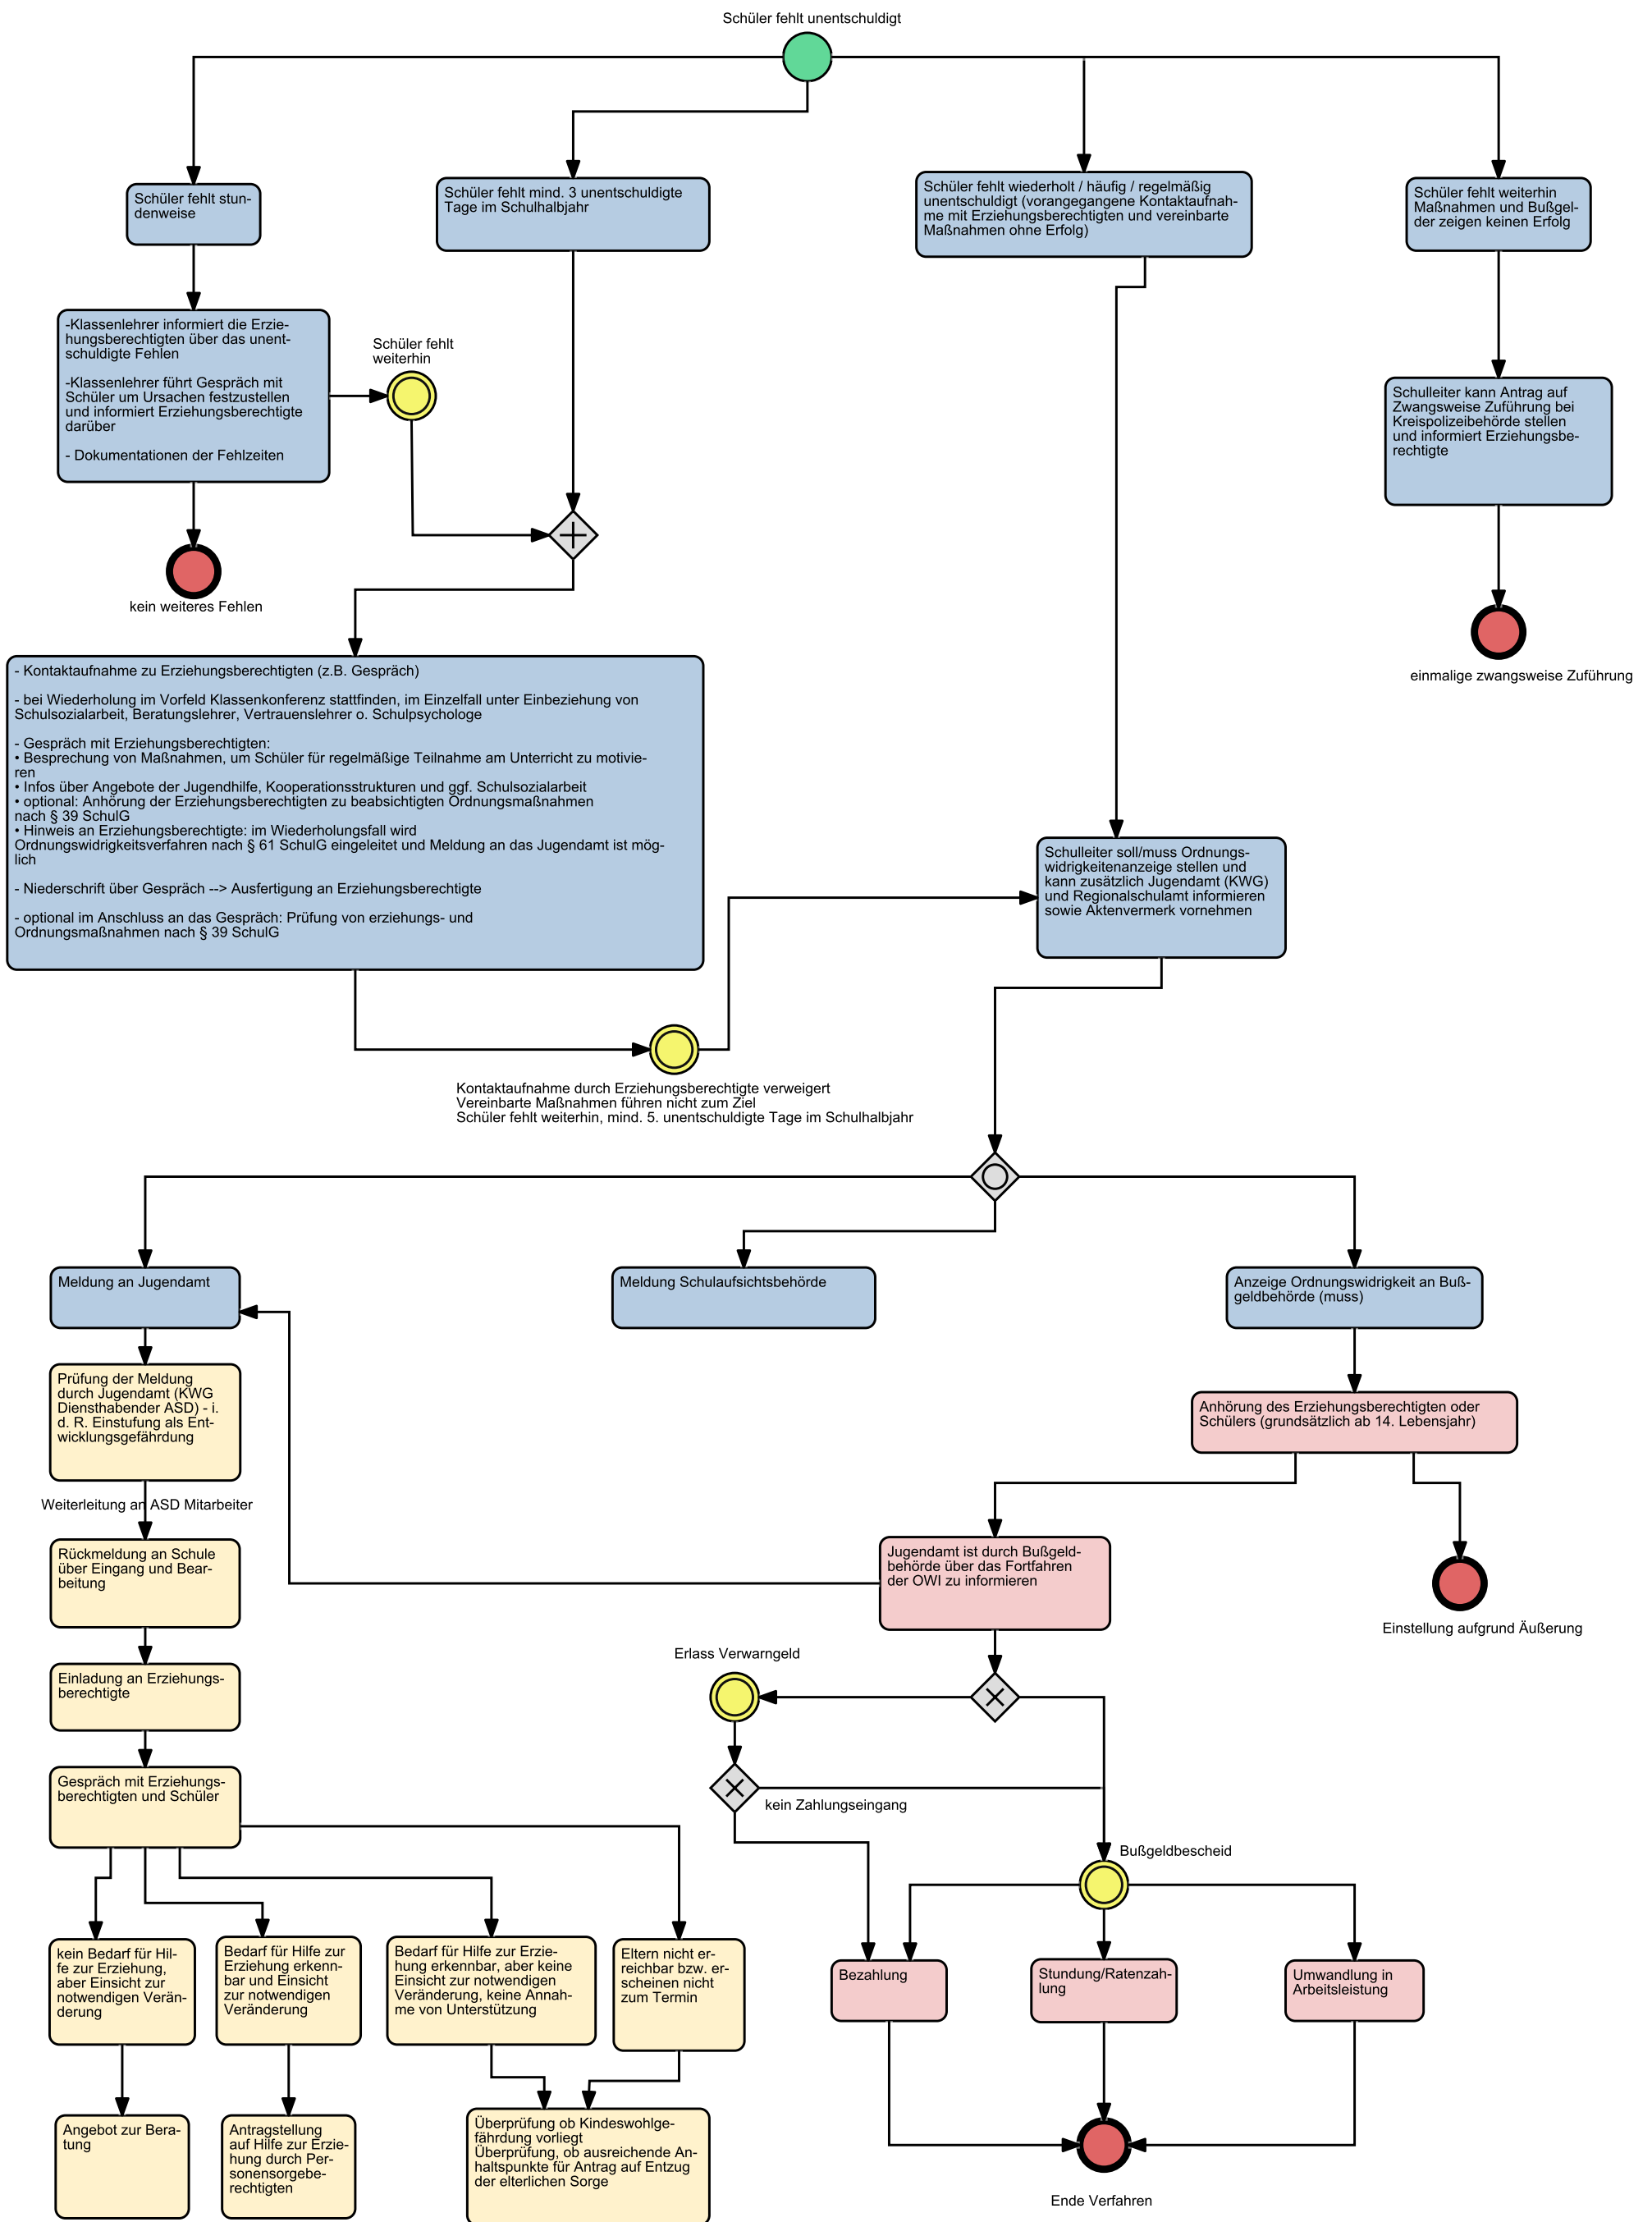 Schüler fehlt unentschuldigt
Schüler fehlt stun-
denweise
Schüler fehlt mind. 3 unentschuldigte
Tage im Schulhalbjahr
Schüler fehlt wiederholt / häufig / regelmäßig
unentschuldigt (vorangegangene Kontaktaufnah-
me mit Erziehungsberechtigten und vereinbarte
Maßnahmen ohne Erfolg)
Schüler fehlt weiterhin
Maßnahmen und Bußgel-
der zeigen keinen Erfolg
-Klassenlehrer informiert die Erzie-
hungsberechtigten über das unent-
schuldigte Fehlen
-Klassenlehrer führt Gespräch mit
Schüler um Ursachen festzustellen
und informiert Erziehungsberechtigte
darüber
- Dokumentationen der Fehlzeiten
Schüler fehlt
weiterhin
Schulleiter kann Antrag auf
Zwangsweise Zuführung bei
Kreispolizeibehörde stellen
und informiert Erziehungsbe-
rechtigte
kein weiteres Fehlen
einmalige zwangsweise Zuführung
- Kontaktaufnahme zu Erziehungsberechtigten (z.B. Gespräch)
- bei Wiederholung im Vorfeld Klassenkonferenz stattfinden, im Einzelfall unter Einbeziehung von
Schulsozialarbeit, Beratungslehrer, Vertrauenslehrer o. Schulpsychologe
- Gespräch mit Erziehungsberechtigten:
• Besprechung von Maßnahmen, um Schüler für regelmäßige Teilnahme am Unterricht zu motivie-
ren
• Infos über Angebote der Jugendhilfe, Kooperationsstrukturen und ggf. Schulsozialarbeit
• optional: Anhörung der Erziehungsberechtigten zu beabsichtigten Ordnungsmaßnahmen
nach § 39 SchulG
• Hinweis an Erziehungsberechtigte: im Wiederholungsfall wird
Ordnungswidrigkeitsverfahren nach § 61 SchulG eingeleitet und Meldung an das Jugendamt ist mög-
lich
- Niederschrift über Gespräch --> Ausfertigung an Erziehungsberechtigte
- optional im Anschluss an das Gespräch: Prüfung von erziehungs- und
Ordnungsmaßnahmen nach § 39 SchulG
Schulleiter soll/muss Ordnungs-
widrigkeitenanzeige stellen und
kann zusätzlich Jugendamt (KWG)
und Regionalschulamt informieren
sowie Aktenvermerk vornehmen
Kontaktaufnahme durch Erziehungsberechtigte verweigert
Vereinbarte Maßnahmen führen nicht zum Ziel
Schüler fehlt weiterhin, mind. 5. unentschuldigte Tage im Schulhalbjahr
Meldung an Jugendamt
Meldung Schulaufsichtsbehörde
Anzeige Ordnungswidrigkeit an Buß-
geldbehörde (muss)
Prüfung der Meldung
durch Jugendamt (KWG
Diensthabender ASD) - i.
d. R. Einstufung als Ent-
wicklungsgefährdung
Anhörung des Erziehungsberechtigten oder
Schülers (grundsätzlich ab 14. Lebensjahr)
Weiterleitung an ASD Mitarbeiter
Rückmeldung an Schule
über Eingang und Bear-
beitung
Jugendamt ist durch Bußgeld-
behörde über das Fortfahren
der OWI zu informieren
Einstellung aufgrund Äußerung
Einladung an Erziehungs-
berechtigte
Erlass Verwarngeld
Gespräch mit Erziehungs-
berechtigten und Schüler
kein Zahlungseingang
Bußgeldbescheid
kein Bedarf für Hil-
fe zur Erziehung,
aber Einsicht zur
notwendigen Verän-
derung
Bedarf für Hilfe zur
Erziehung erkenn-
bar und Einsicht
zur notwendigen
Veränderung
Bedarf für Hilfe zur Erzie-
hung erkennbar, aber keine
Einsicht zur notwendigen
Veränderung, keine Annah-
me von Unterstützung
Eltern nicht er-
reichbar bzw. er-
scheinen nicht
zum Termin
Bezahlung
Stundung/Ratenzah-
lung
Umwandlung in
Arbeitsleistung
Angebot zur Bera-
tung
Antragstellung
auf Hilfe zur Erzie-
hung durch Per-
sonensorgebe-
rechtigten
Überprüfung ob Kindeswohlge-
fährdung vorliegt
Überprüfung, ob ausreichende An-
haltspunkte für Antrag auf Entzug
der elterlichen Sorge
Ende Verfahren